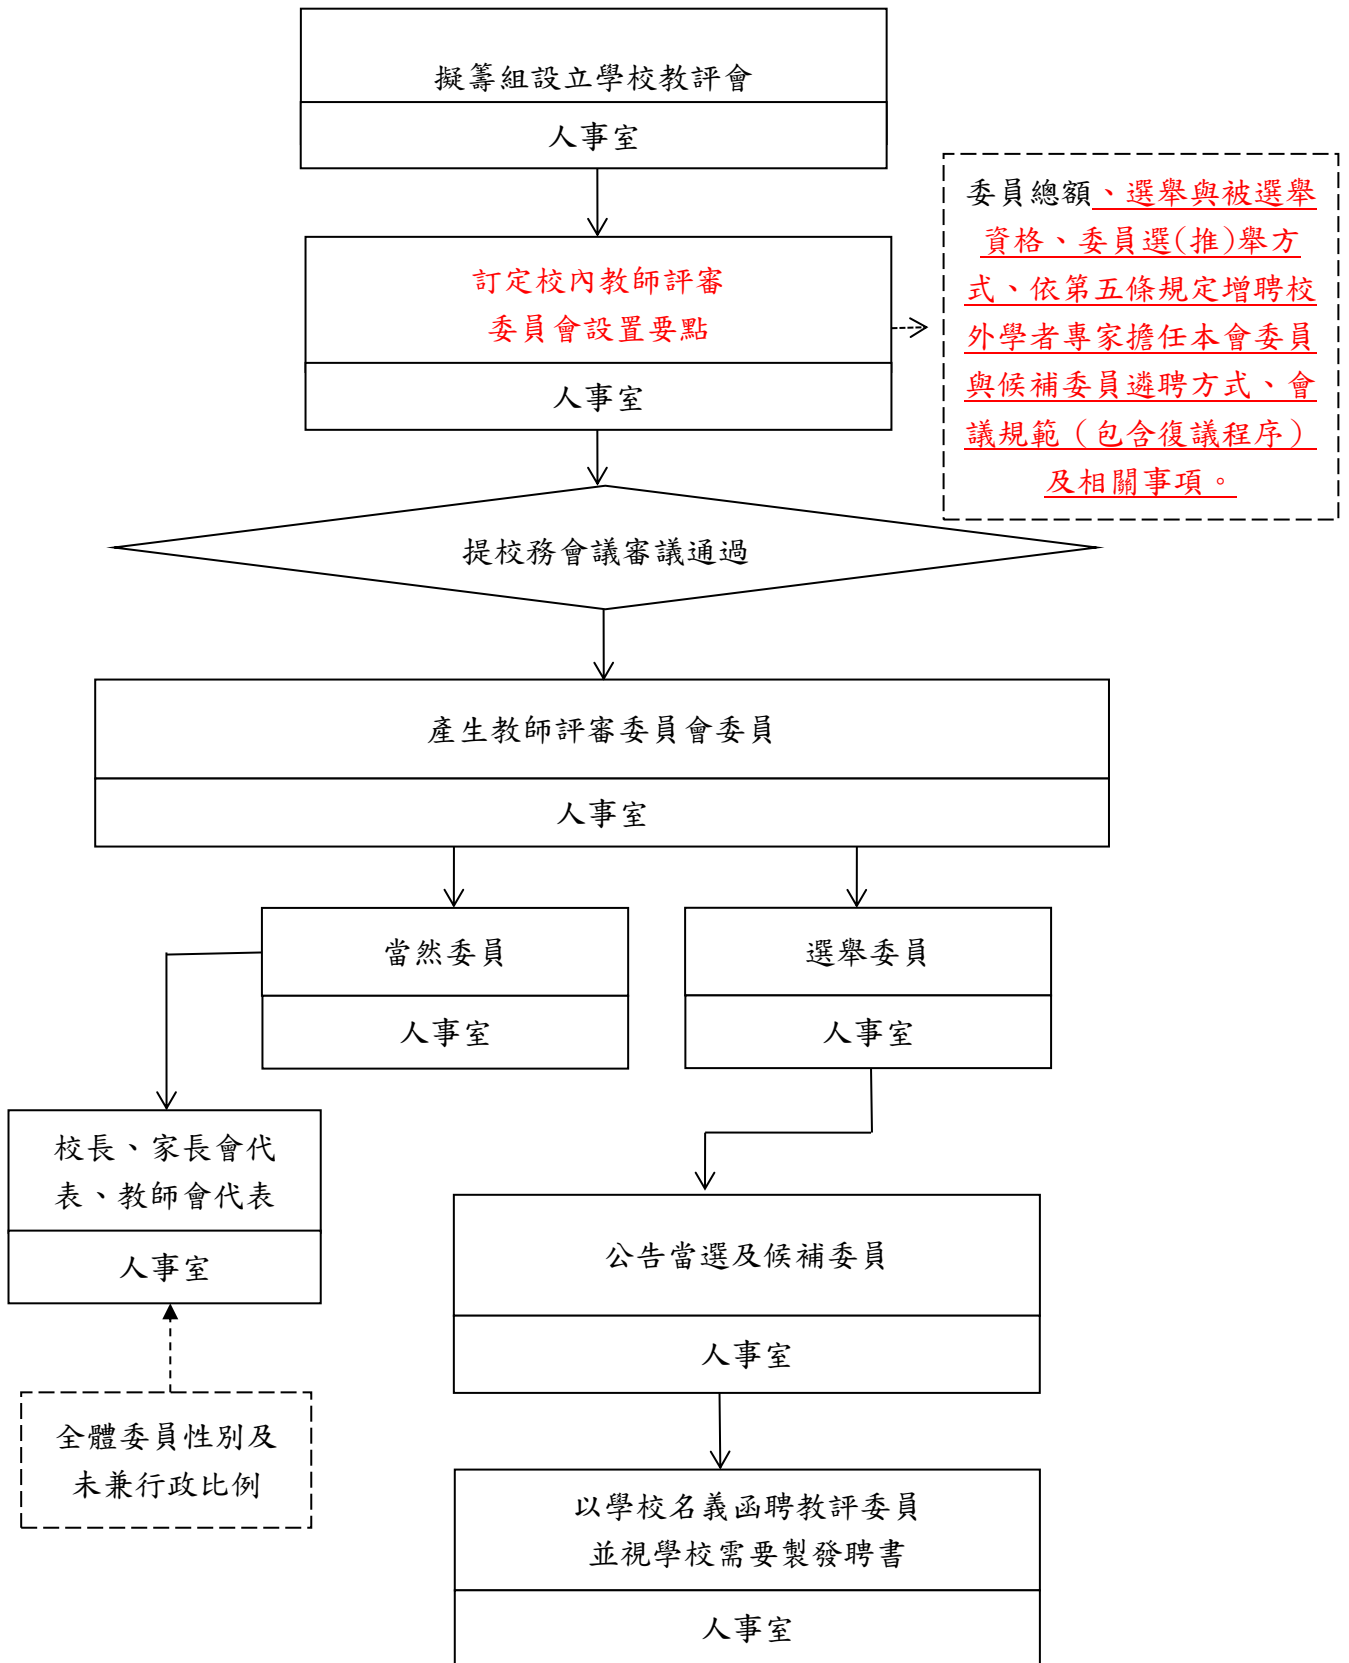 擬籌組設立學校教評會
人事室
訂定校內教師評審
委員會設置要點
人事室
委員總額、選舉與被選舉
資格、委員選(推)舉方
式、依第五條規定增聘校
外學者專家擔任本會委員
與候補委員遴聘方式、會
議規範（包含復議程序）
及相關事項。
提校務會議審議通過
產生教師評審委員會委員
人事室
當然委員
人事室
選舉委員
人事室
校長、家長會代
表、教師會代表
人事室
公告當選及候補委員
人事室
全體委員性別及
未兼行政比例
以學校名義函聘教評委員
並視學校需要製發聘書
人事室